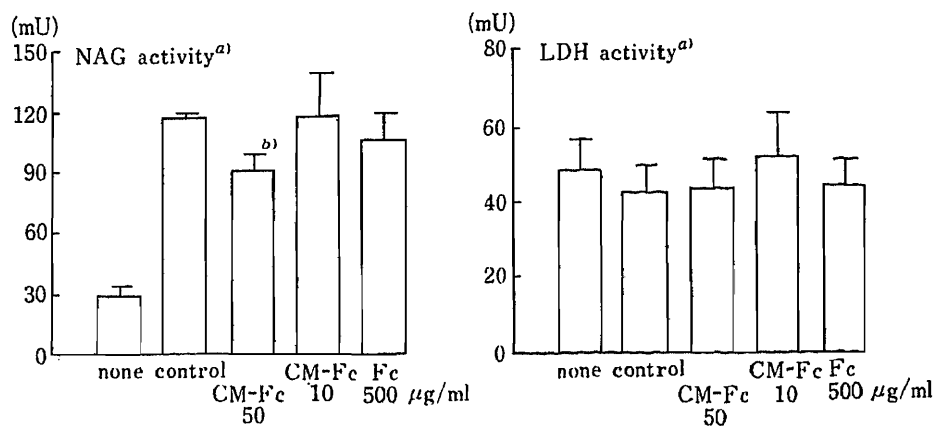 (mU)
NAG activity a)
150
120
90
60
30
0
b)
none control CM-Fc Fc
CM-Fc 10 500 μg/ml
50
(mU)
LDH activity a)
80
60
40
20
0
none control CM-Fc Fc
CM-Fc 10 500 μg/ml
50